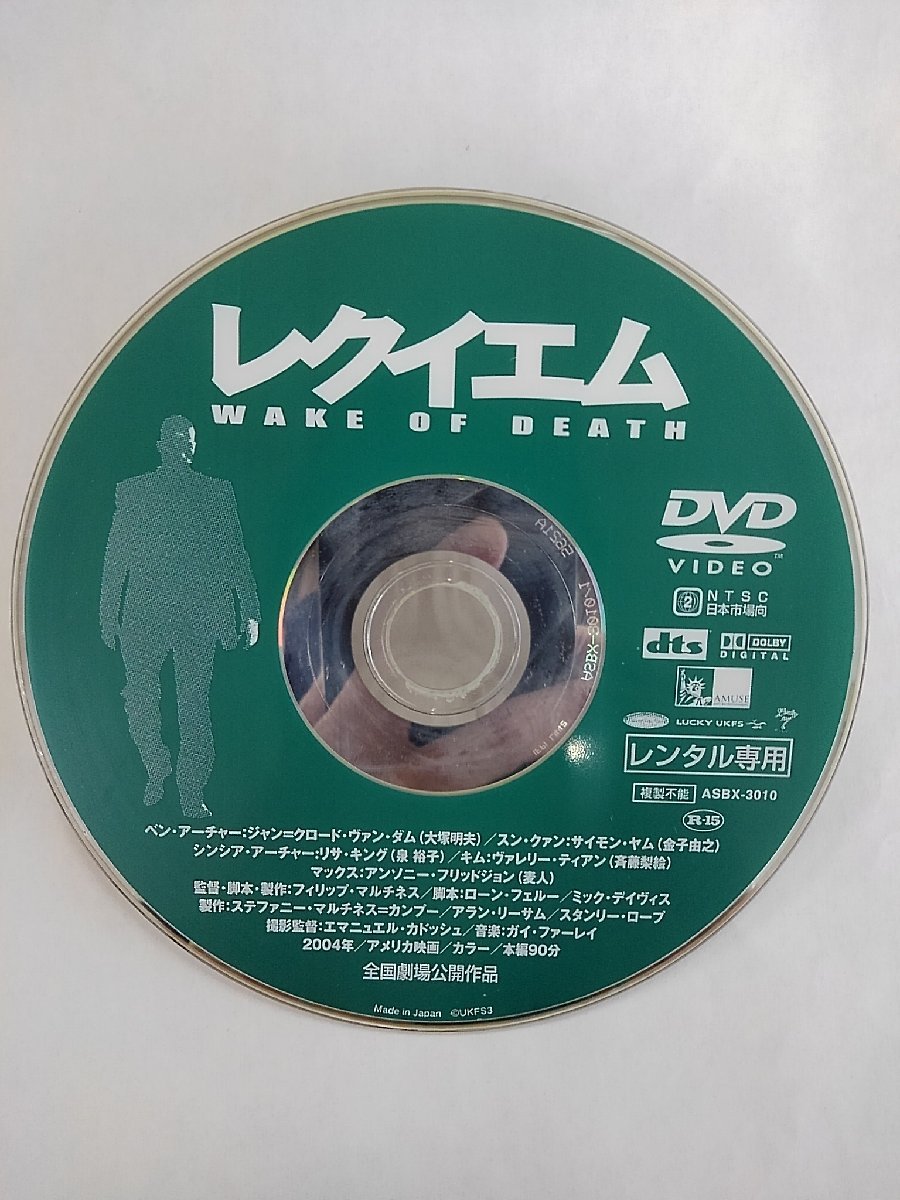 レクイエム
WAKE OF DEATH
DVD
VIDEO
2 NTSC
日本市場向
dts DOLBY
DIGITAL
AMUSE
LUCKY UKFS
レンタル専用
複製不能 ASBX-3010
R-15
ASBX-3010-1
ベン・アーチャー:ジャン=クロード・ヴァン・ダム(大塚明夫)/スン・クァン:サイモン・ヤム(金子由之)
シンシア・アーチャー:リサ・キング(泉 裕子)/キム:ヴァレリー・ティアン(斉藤梨絵)
マックス:アンソニー・フリッドジョン(麦人)
監督・脚本・製作:フィリップ・マルチネス/脚本:ローン・フェルー/ミック・デイヴィス
製作:ステファニー・マルチネス=カンプー/アラン・リーサム/スタンリー・ローブ
撮影監督:エマニュエル・カドッシュ/音楽:ガイ・ファーレイ
2004年/アメリカ映画/カラー/本編90分
全国劇場公開作品
Made in Japan ©UKFS3